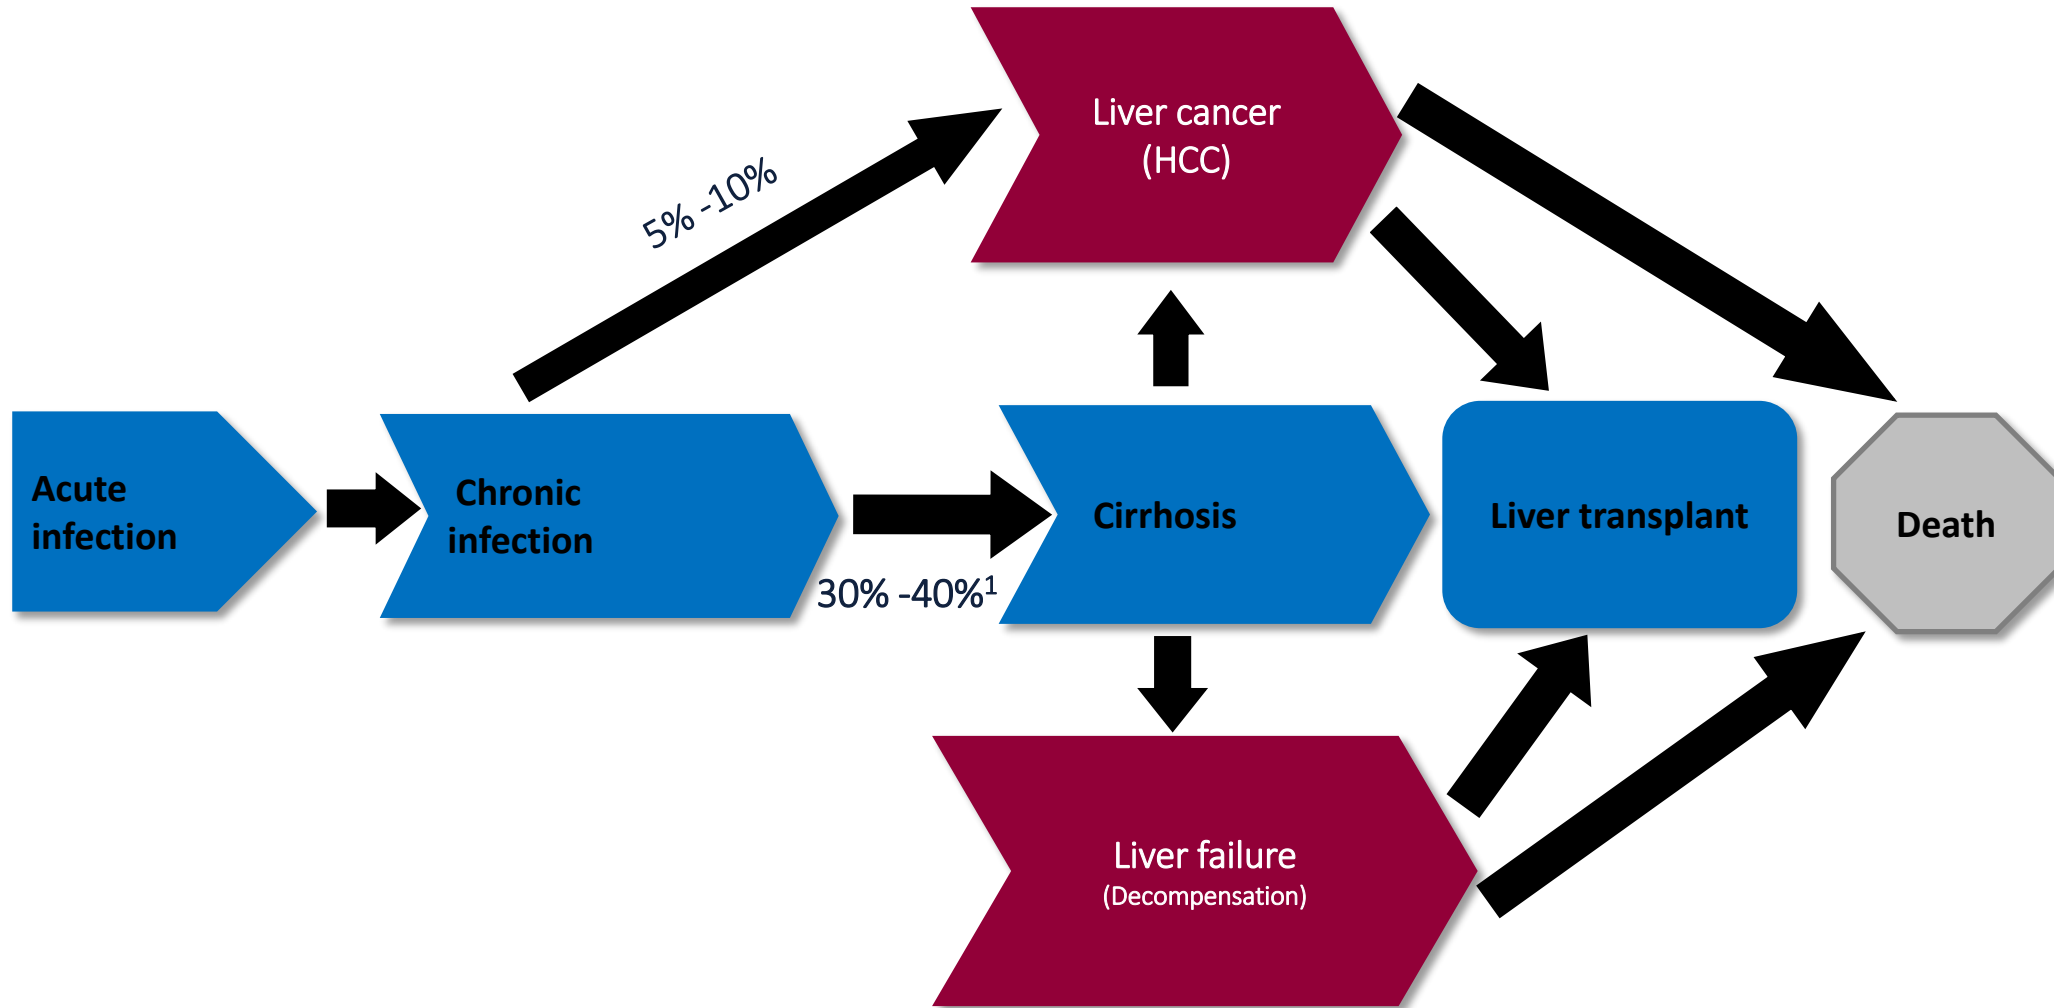 Liver cancer
(HCC)
5% -10%
Acute
infection
Chronic
infection
30% -40%¹
Cirrhosis
Liver transplant
Death
Liver failure
(Decompensation)